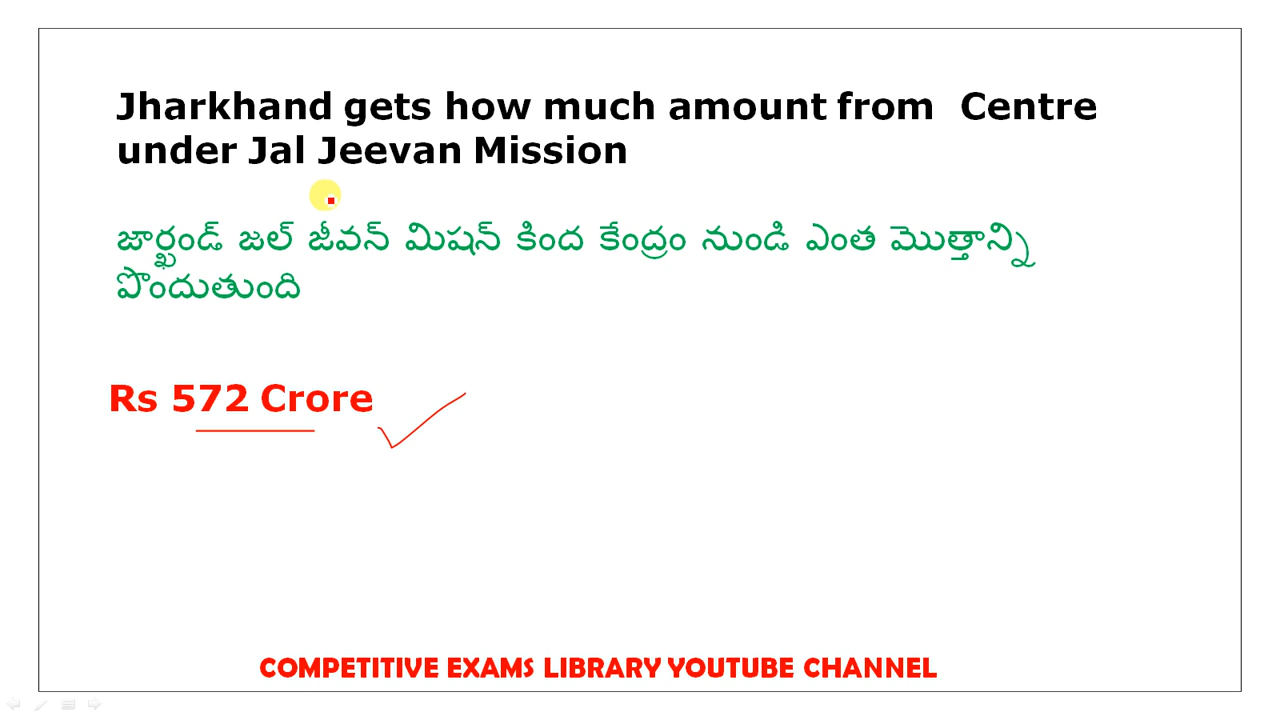 Jharkhand gets how much amount from Centre
under Jal Jeevan Mission
జార్ఖండ్ జల్ జీవన్ మిషన్ కింద కేంద్రం నుండి ఎంత మొత్తాన్ని
పొందుతుంది
Rs 572 Crore
COMPETITIVE EXAMS LIBRARY YOUTUBE CHANNEL